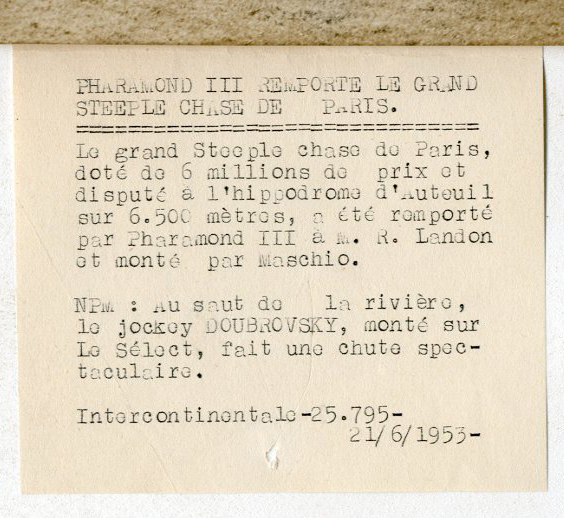 PHARAMOND III REMPORTE LE GRAND
STEEPLE CHASE DE PARIS.
==============================
Le grand Steeple chase de Paris,
doté de 6 millions de prix et
disputé à l'hippodrome d'Auteuil
sur 6.500 mètres, a été remporté
par Pharamond III à M. R. Landon
et monté par Maschio.
NPM : Au saut de la rivière,
le jockey DOUBROVSKY, monté sur
Le Sélect, fait une chute spec-
taculaire.
Intercontinentale-25.795-
21/6/1953-